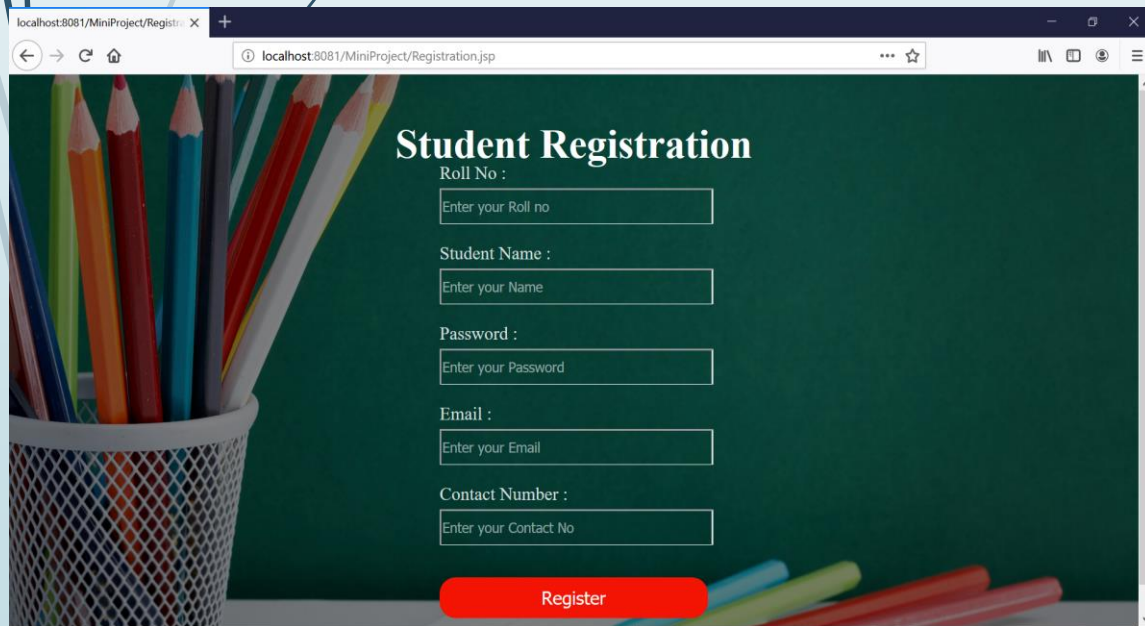 localhost:8081/MiniProject/Registra
localhost:8081/MiniProject/Registration.jsp
Student Registration
Roll No :
Enter your Roll no
Student Name :
Enter your Name
Password :
Enter your Password
Email :
Enter your Email
Contact Number :
Enter your Contact No
Register